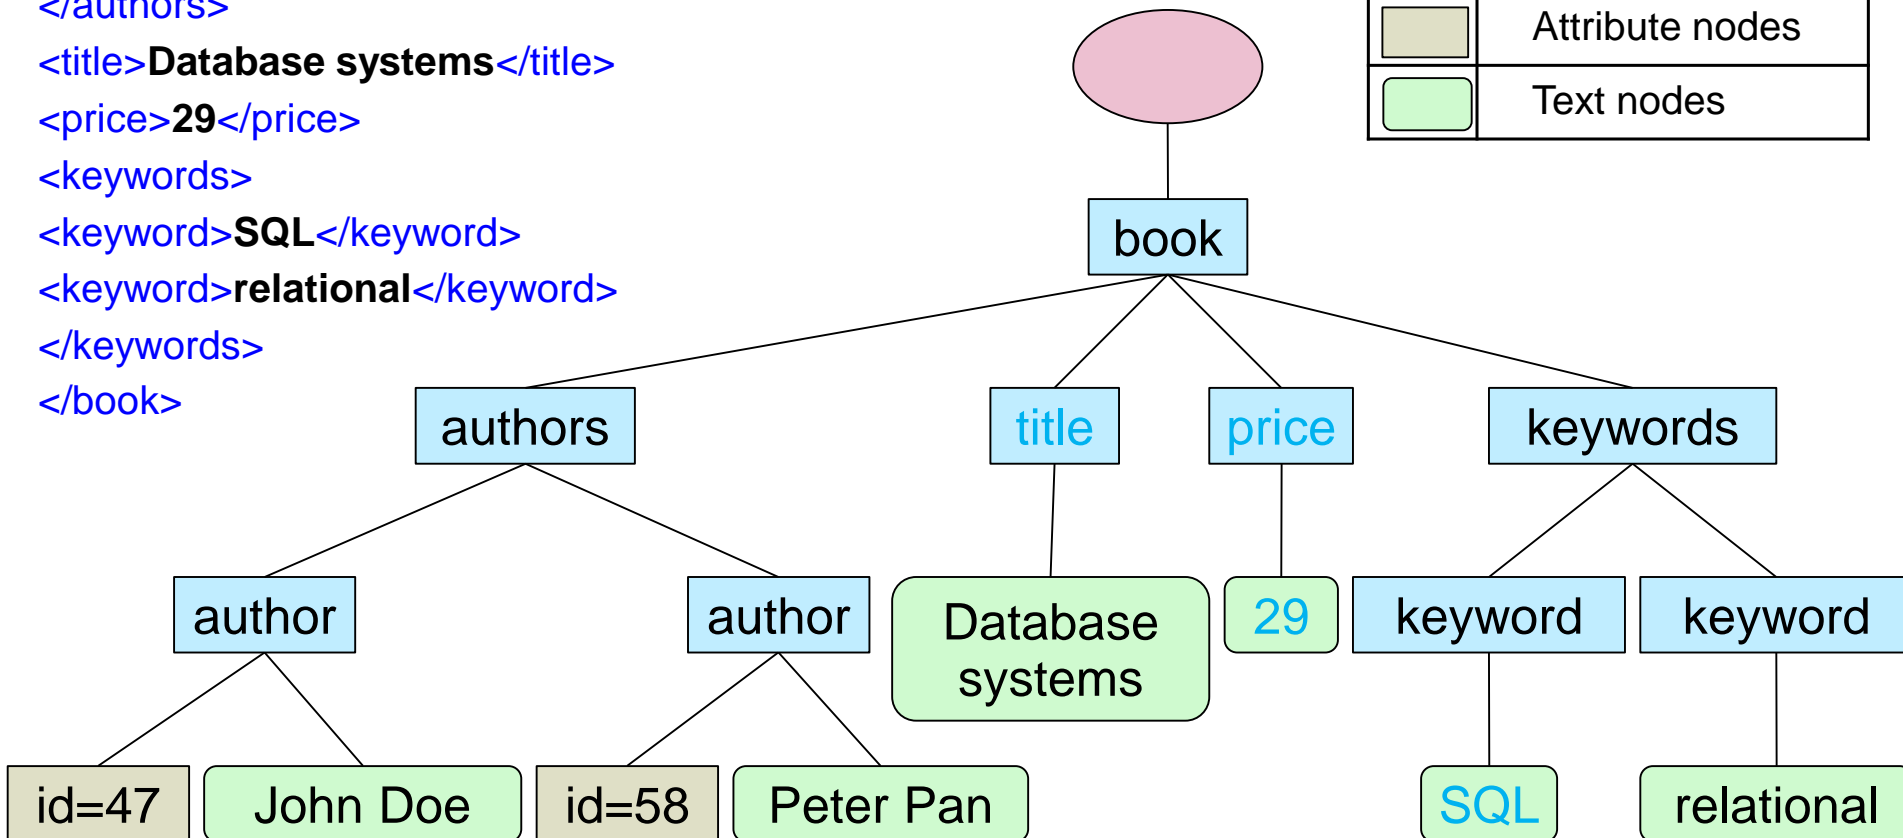 </authors>
<title>Database systems</title>
<price>29</price>
<keywords>
<keyword>SQL</keyword>
<keyword>relational</keyword>
</keywords>
</book>
Attribute nodes
Text nodes
book
authors
title
price
keywords
author
author
Database
systems
29
keyword
keyword
id=47
John Doe
id=58
Peter Pan
SQL
relational